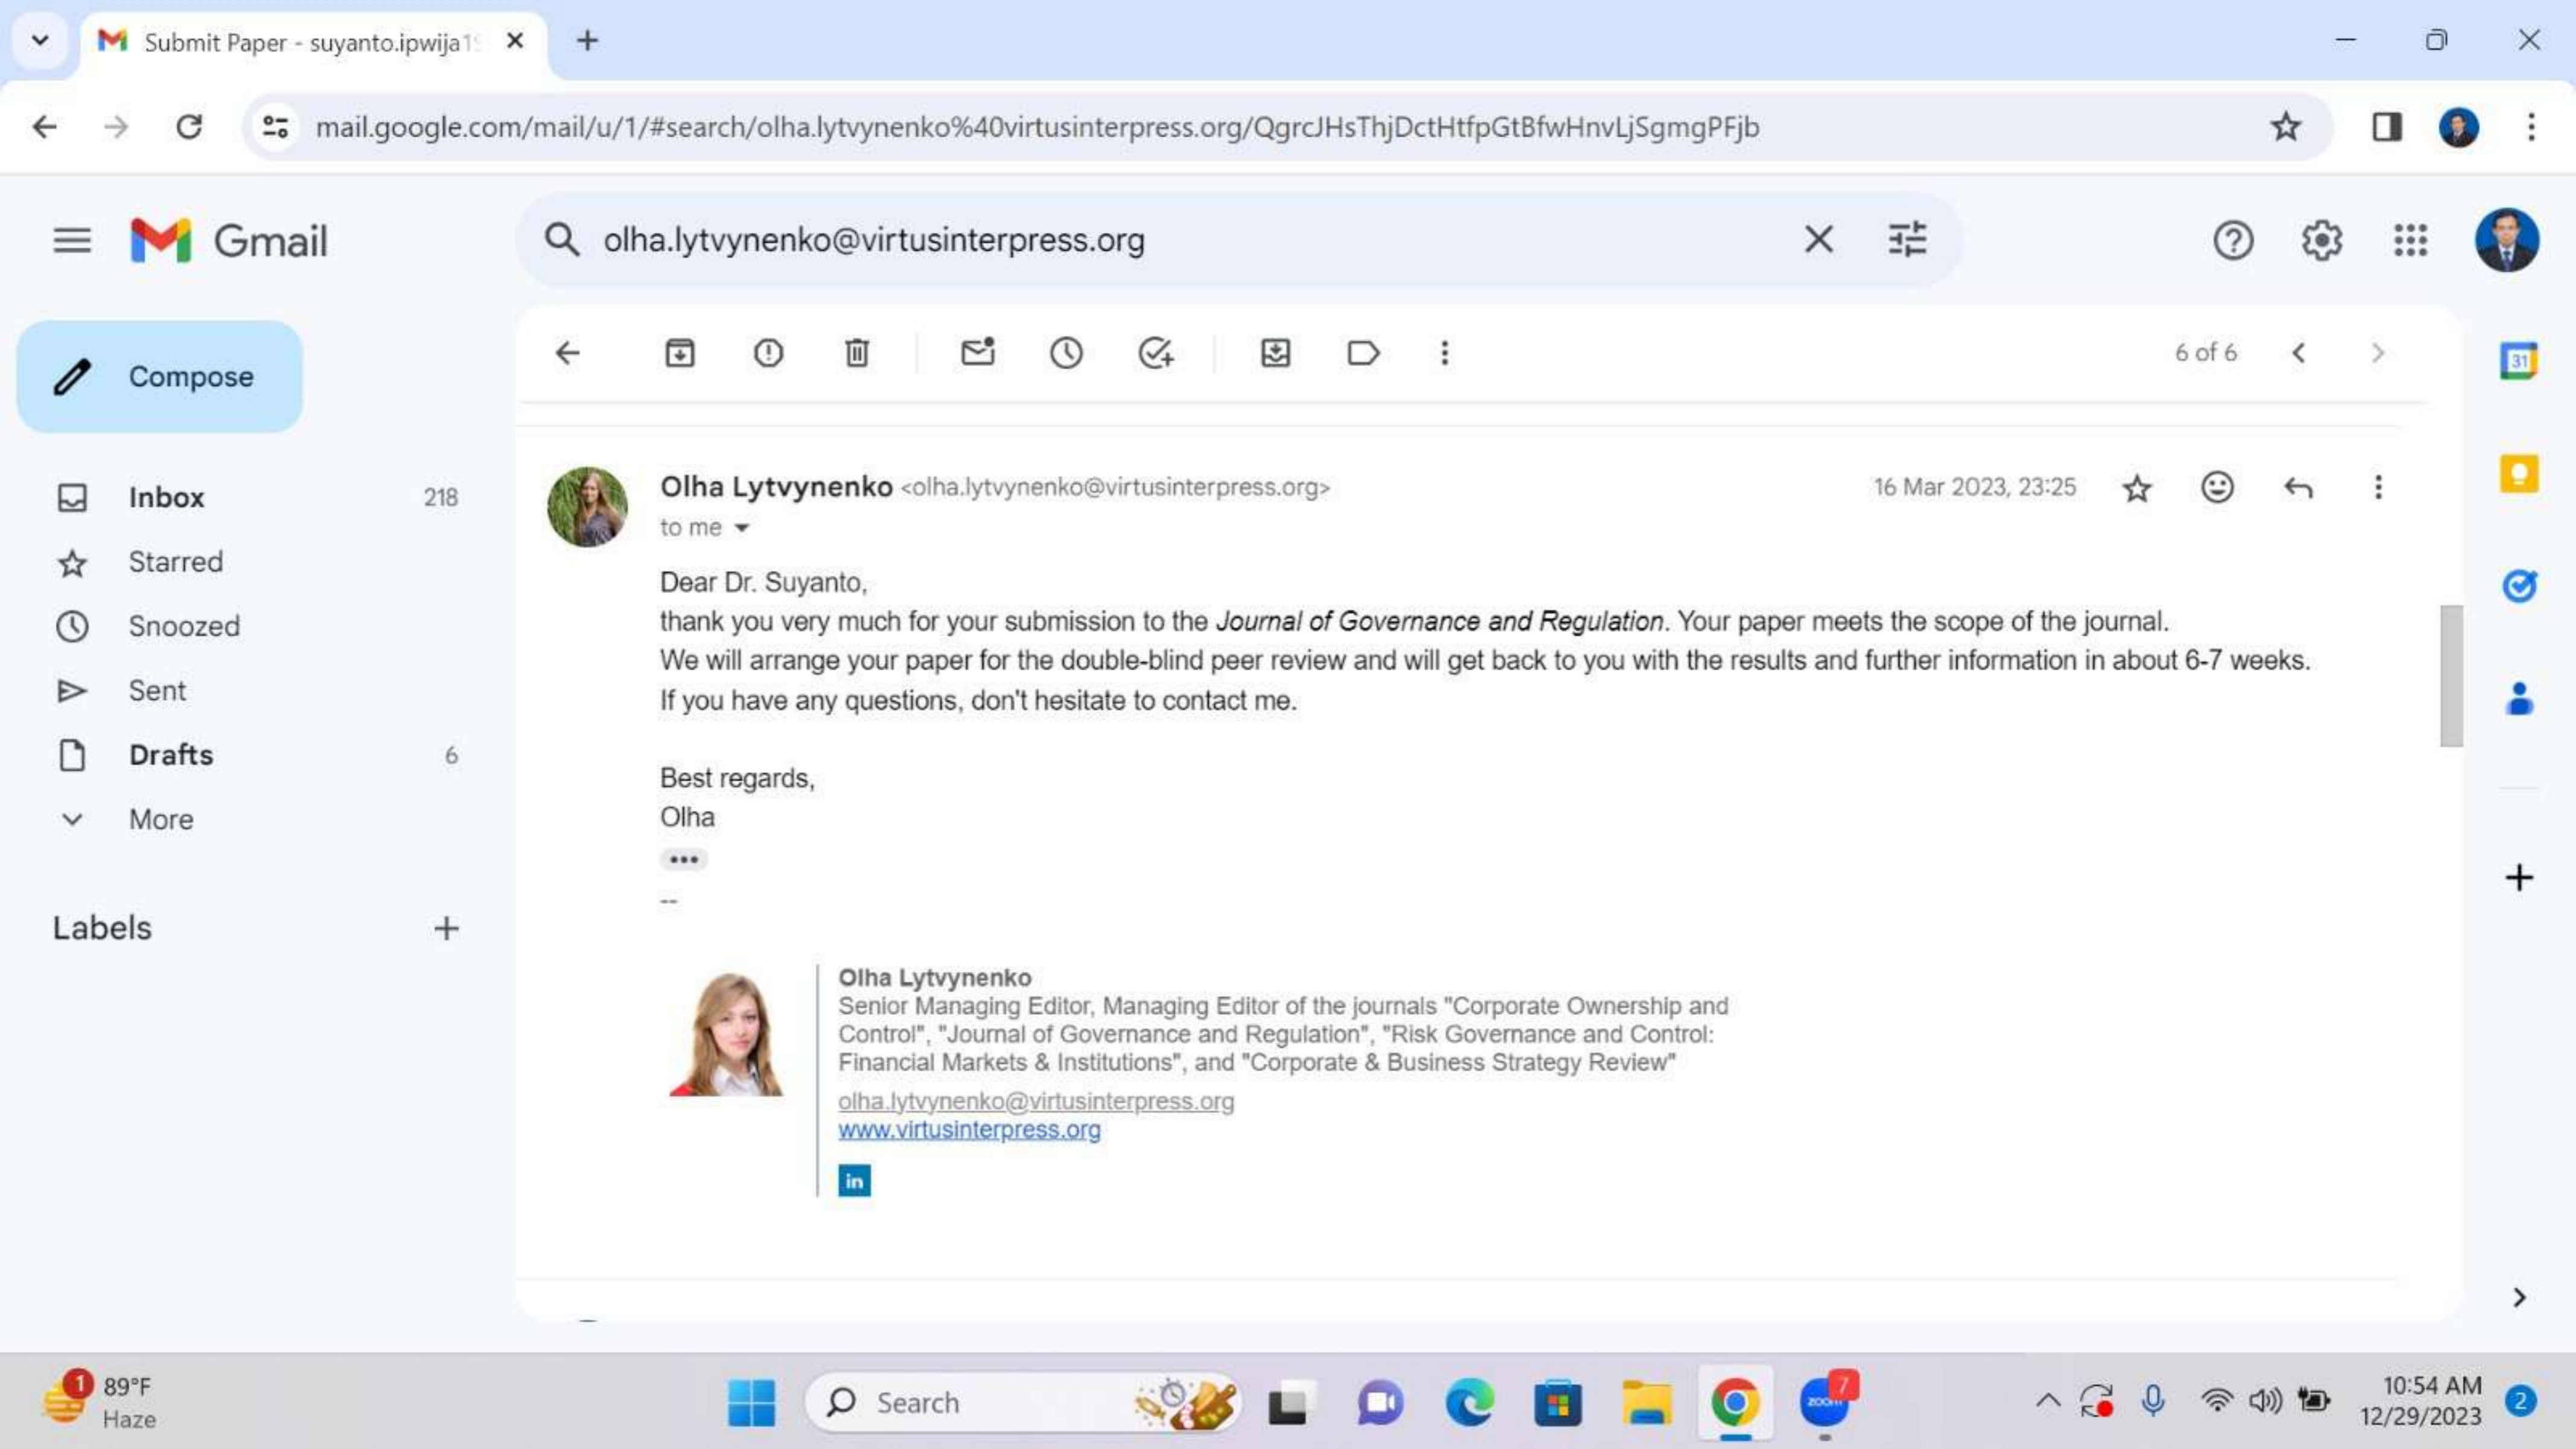 Submit Paper - suyanto.ipwija1
mail.google.com/mail/u/1/#search/olha.lytvynenko%40virtusinterpress.org/QgrcJHsThjDctHtfpGtBfwHnvLjSgmgPFjb
Gmail
olha.lytvynenko@virtusinterpress.org
Compose
6 of 6
31
Inbox 218
Starred
Snoozed
Sent
Drafts 6
More
Labels
Olha Lytvynenko <olha.lytvynenko@virtusinterpress.org>
16 Mar 2023, 23:25
to me
Dear Dr. Suyanto,
thank you very much for your submission to the Journal of Governance and Regulation. Your paper meets the scope of the journal.
We will arrange your paper for the double-blind peer review and will get back to you with the results and further information in about 6-7 weeks.
If you have any questions, don't hesitate to contact me.
Best regards,
Olha
--
Olha Lytvynenko
Senior Managing Editor, Managing Editor of the journals "Corporate Ownership and
Control", "Journal of Governance and Regulation", "Risk Governance and Control:
Financial Markets & Institutions", and "Corporate & Business Strategy Review"
olha.lytvynenko@virtusinterpress.org
www.virtusinterpress.org
in
1
89°F
Haze
Search
zoom
7
10:54 AM
12/29/2023
2